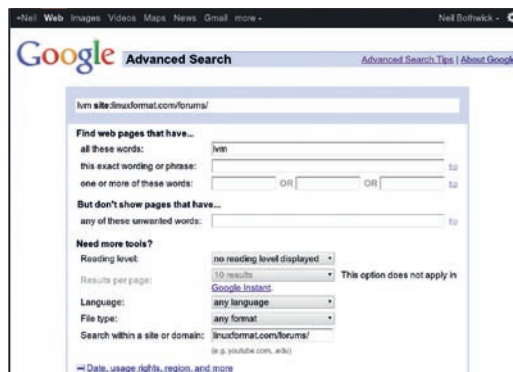 +Neil Web Images Videos Maps News Gmail more - Neil Bothwick -
Google Advanced Search Advanced Search Tips | About Google
lvm site:linuxformat.com/forums/
Find web pages that have...
all these words: lvm
this exact wording or phrase: tip
one or more of these words: OR OR tip
But don't show pages that have...
any of these unwanted words: tip
Need more tools?
Reading level: no reading level displayed
Results per page: 10 results This option does not apply in
Google Instant.
Language: any language
File type: any format
Search within a site or domain: linuxformat.com/forums/
(e.g. youtube.com, .edu)
Date, usage rights, region, and more